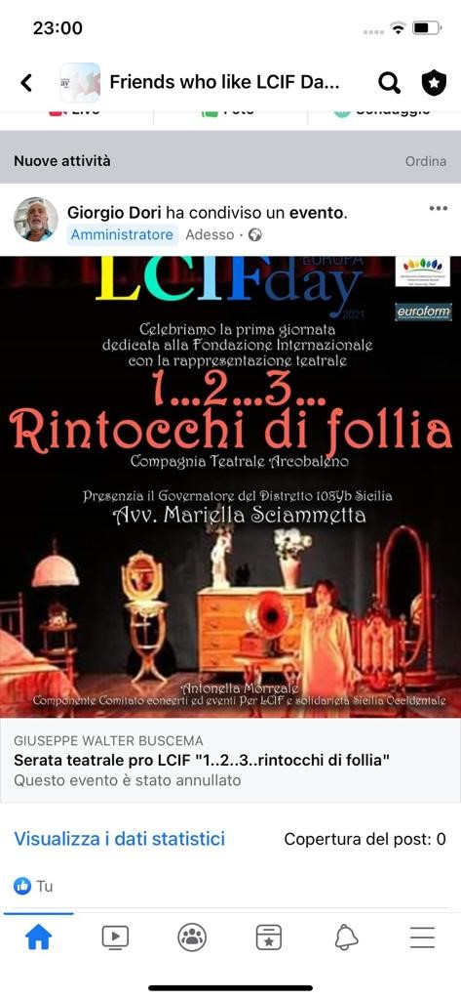 23:00
Friends who like LCIF Da...
Live
Foto
Sondaggio
Nuove attività
Ordina
Giorgio Dori ha condiviso un evento.
Amministratore Adesso
LCIFday
EUROPA
2021
euroform
Celebriamo la prima giornata
dedicata alla Fondazione Internazionale
con la rappresentazione teatrale
1...2...3...
Rintocchi di follia
Compagnia Teatrale Arcobaleno
Presenzia il Governatore del Distretto 108Yb Sicilia
Avv. Mariella Sciammetta
Antonella Morreale
Componente Comitato concerti ed eventi Per LCIF e solidarietà Sicilia Occidentale
GIUSEPPE WALTER BUSCEMA
Serata teatrale pro LCIF "1..2..3..rintocchi di follia"
Questo evento è stato annullato
Visualizza i dati statistici
Copertura del post: 0
Tu